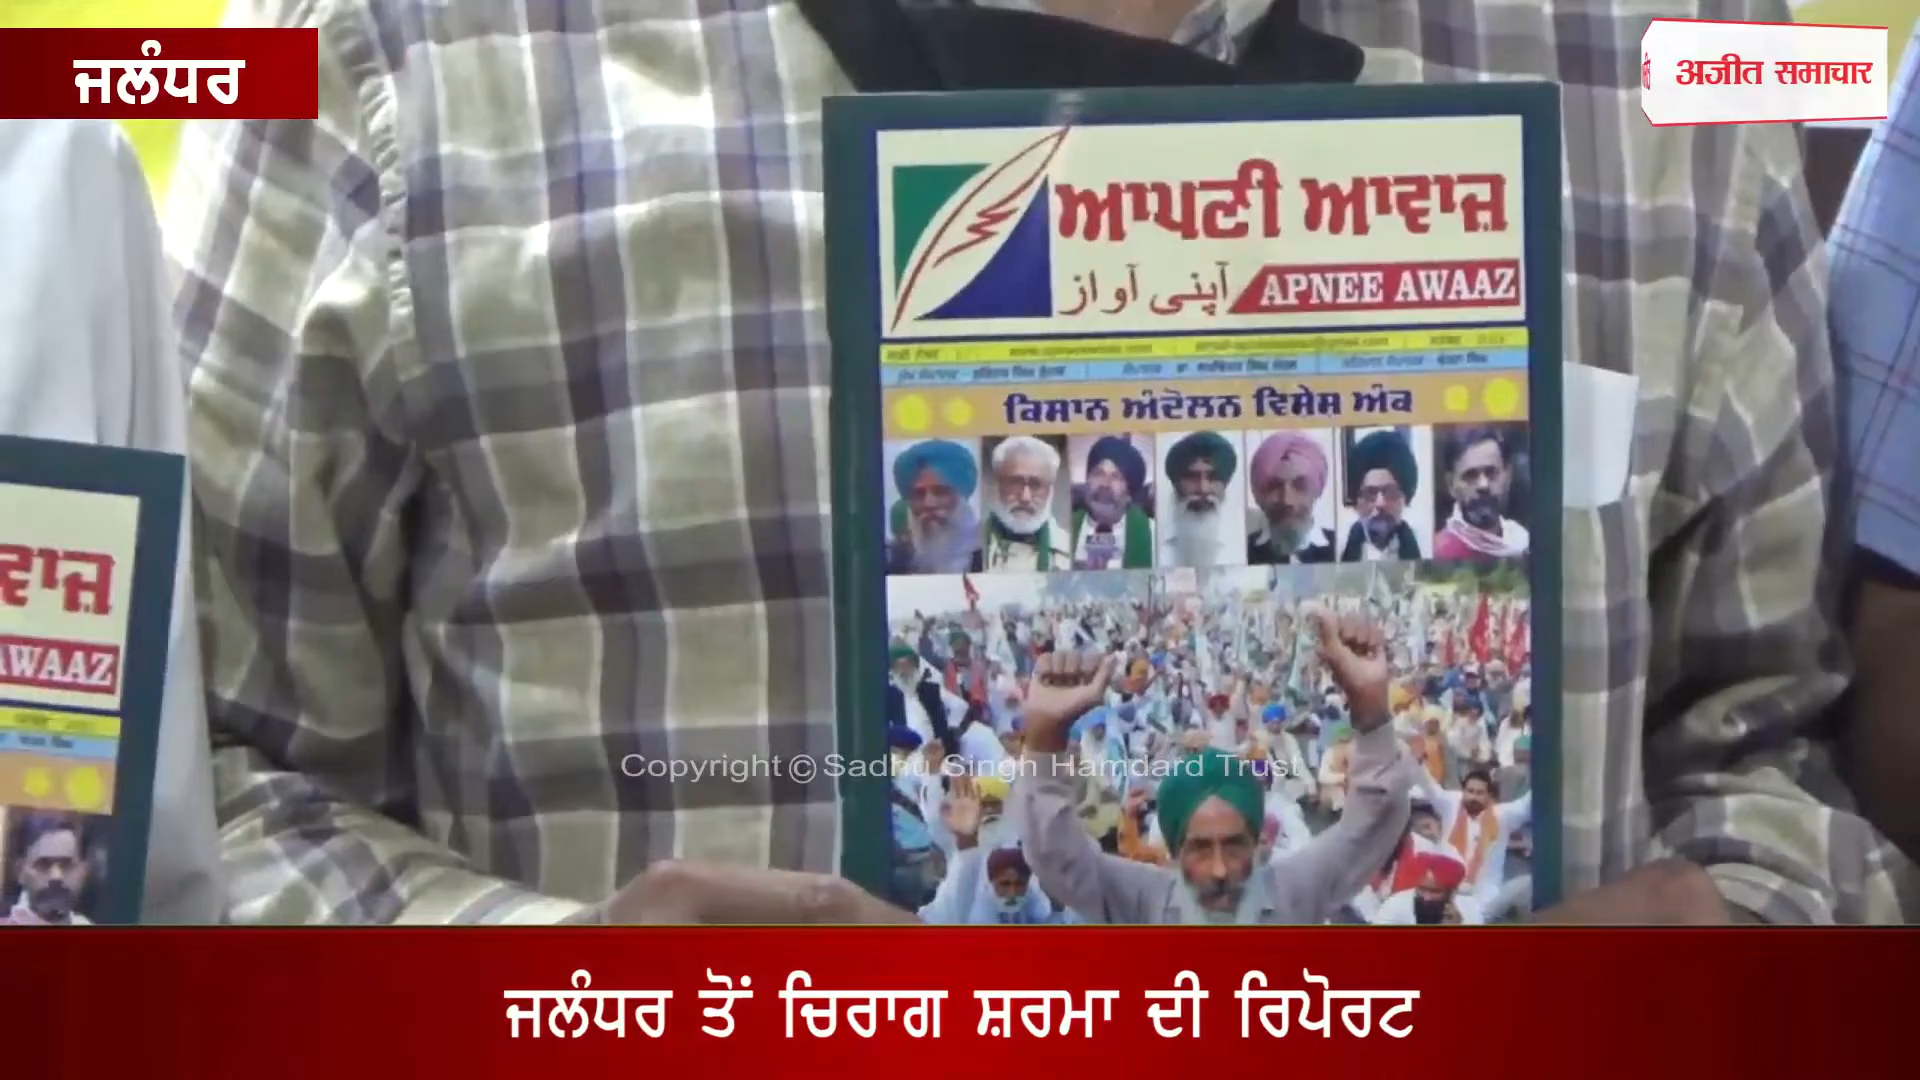 ਜਲੰਧਰ
अजीत समाचार
ਆਪਣੀ ਆਵਾਜ਼
آپنی آواز
APNEE AWAAZ
ਕਿਸਾਨ ਅੰਦੋਲਨ ਵਿਸ਼ੇਸ਼ ਅੰਕ
ਵਾਜ਼
AWAAZ
Copyright © Sadhu Singh Hamdard Trust
ਜਲੰਧਰ ਤੋਂ ਚਿਰਾਗ ਸ਼ਰਮਾ ਦੀ ਰਿਪੋਰਟ